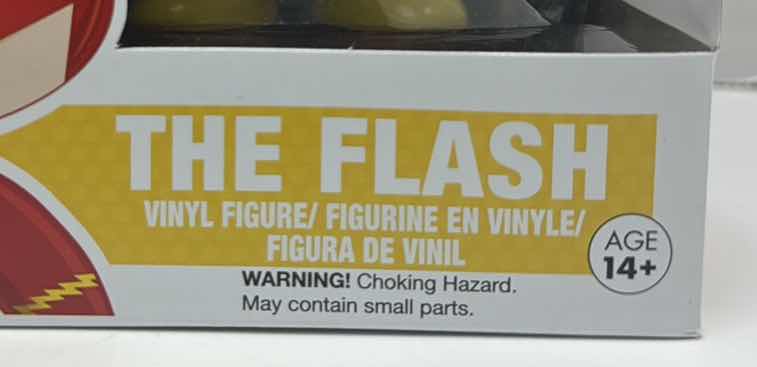 THE FLASH
VINYL FIGURE/ FIGURINE EN VINYLE/
FIGURA DE VINIL
AGE
14+
WARNING! Choking Hazard.
May contain small parts.